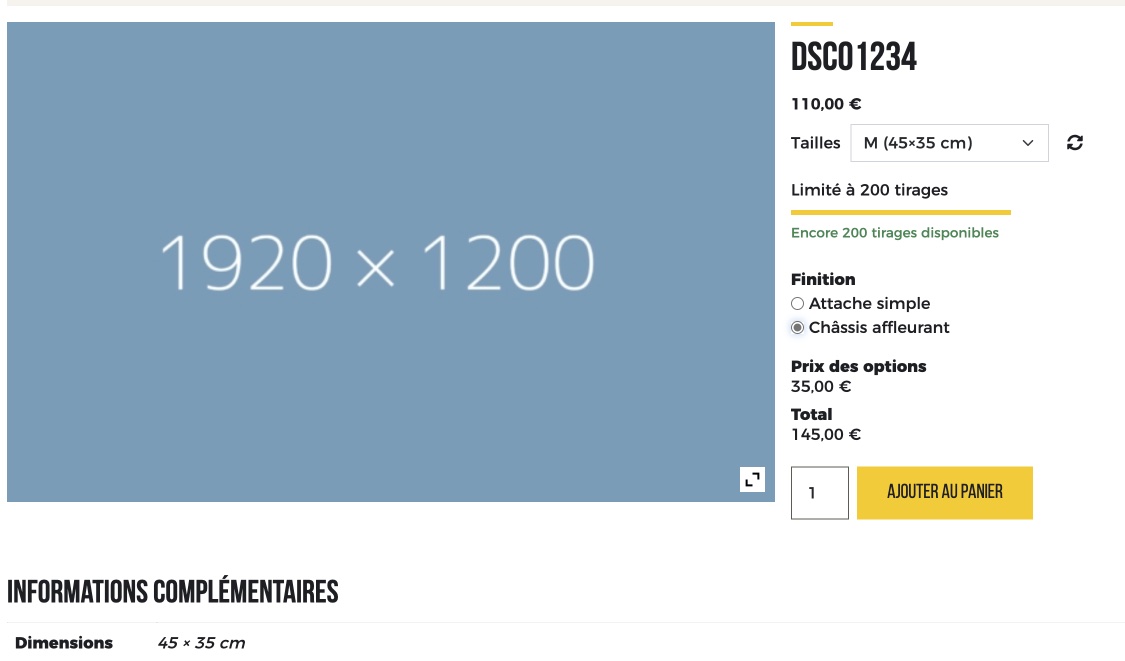 1920 × 1200
DSC01234
110,00 €
Tailles M (45×35 cm)
Limité à 200 tirages
Encore 200 tirages disponibles
Finition
Attache simple
Châssis affleurant
Prix des options
35,00 €
Total
145,00 €
1 AJOUTER AU PANIER
INFORMATIONS COMPLÉMENTAIRES
Dimensions 45 × 35 cm